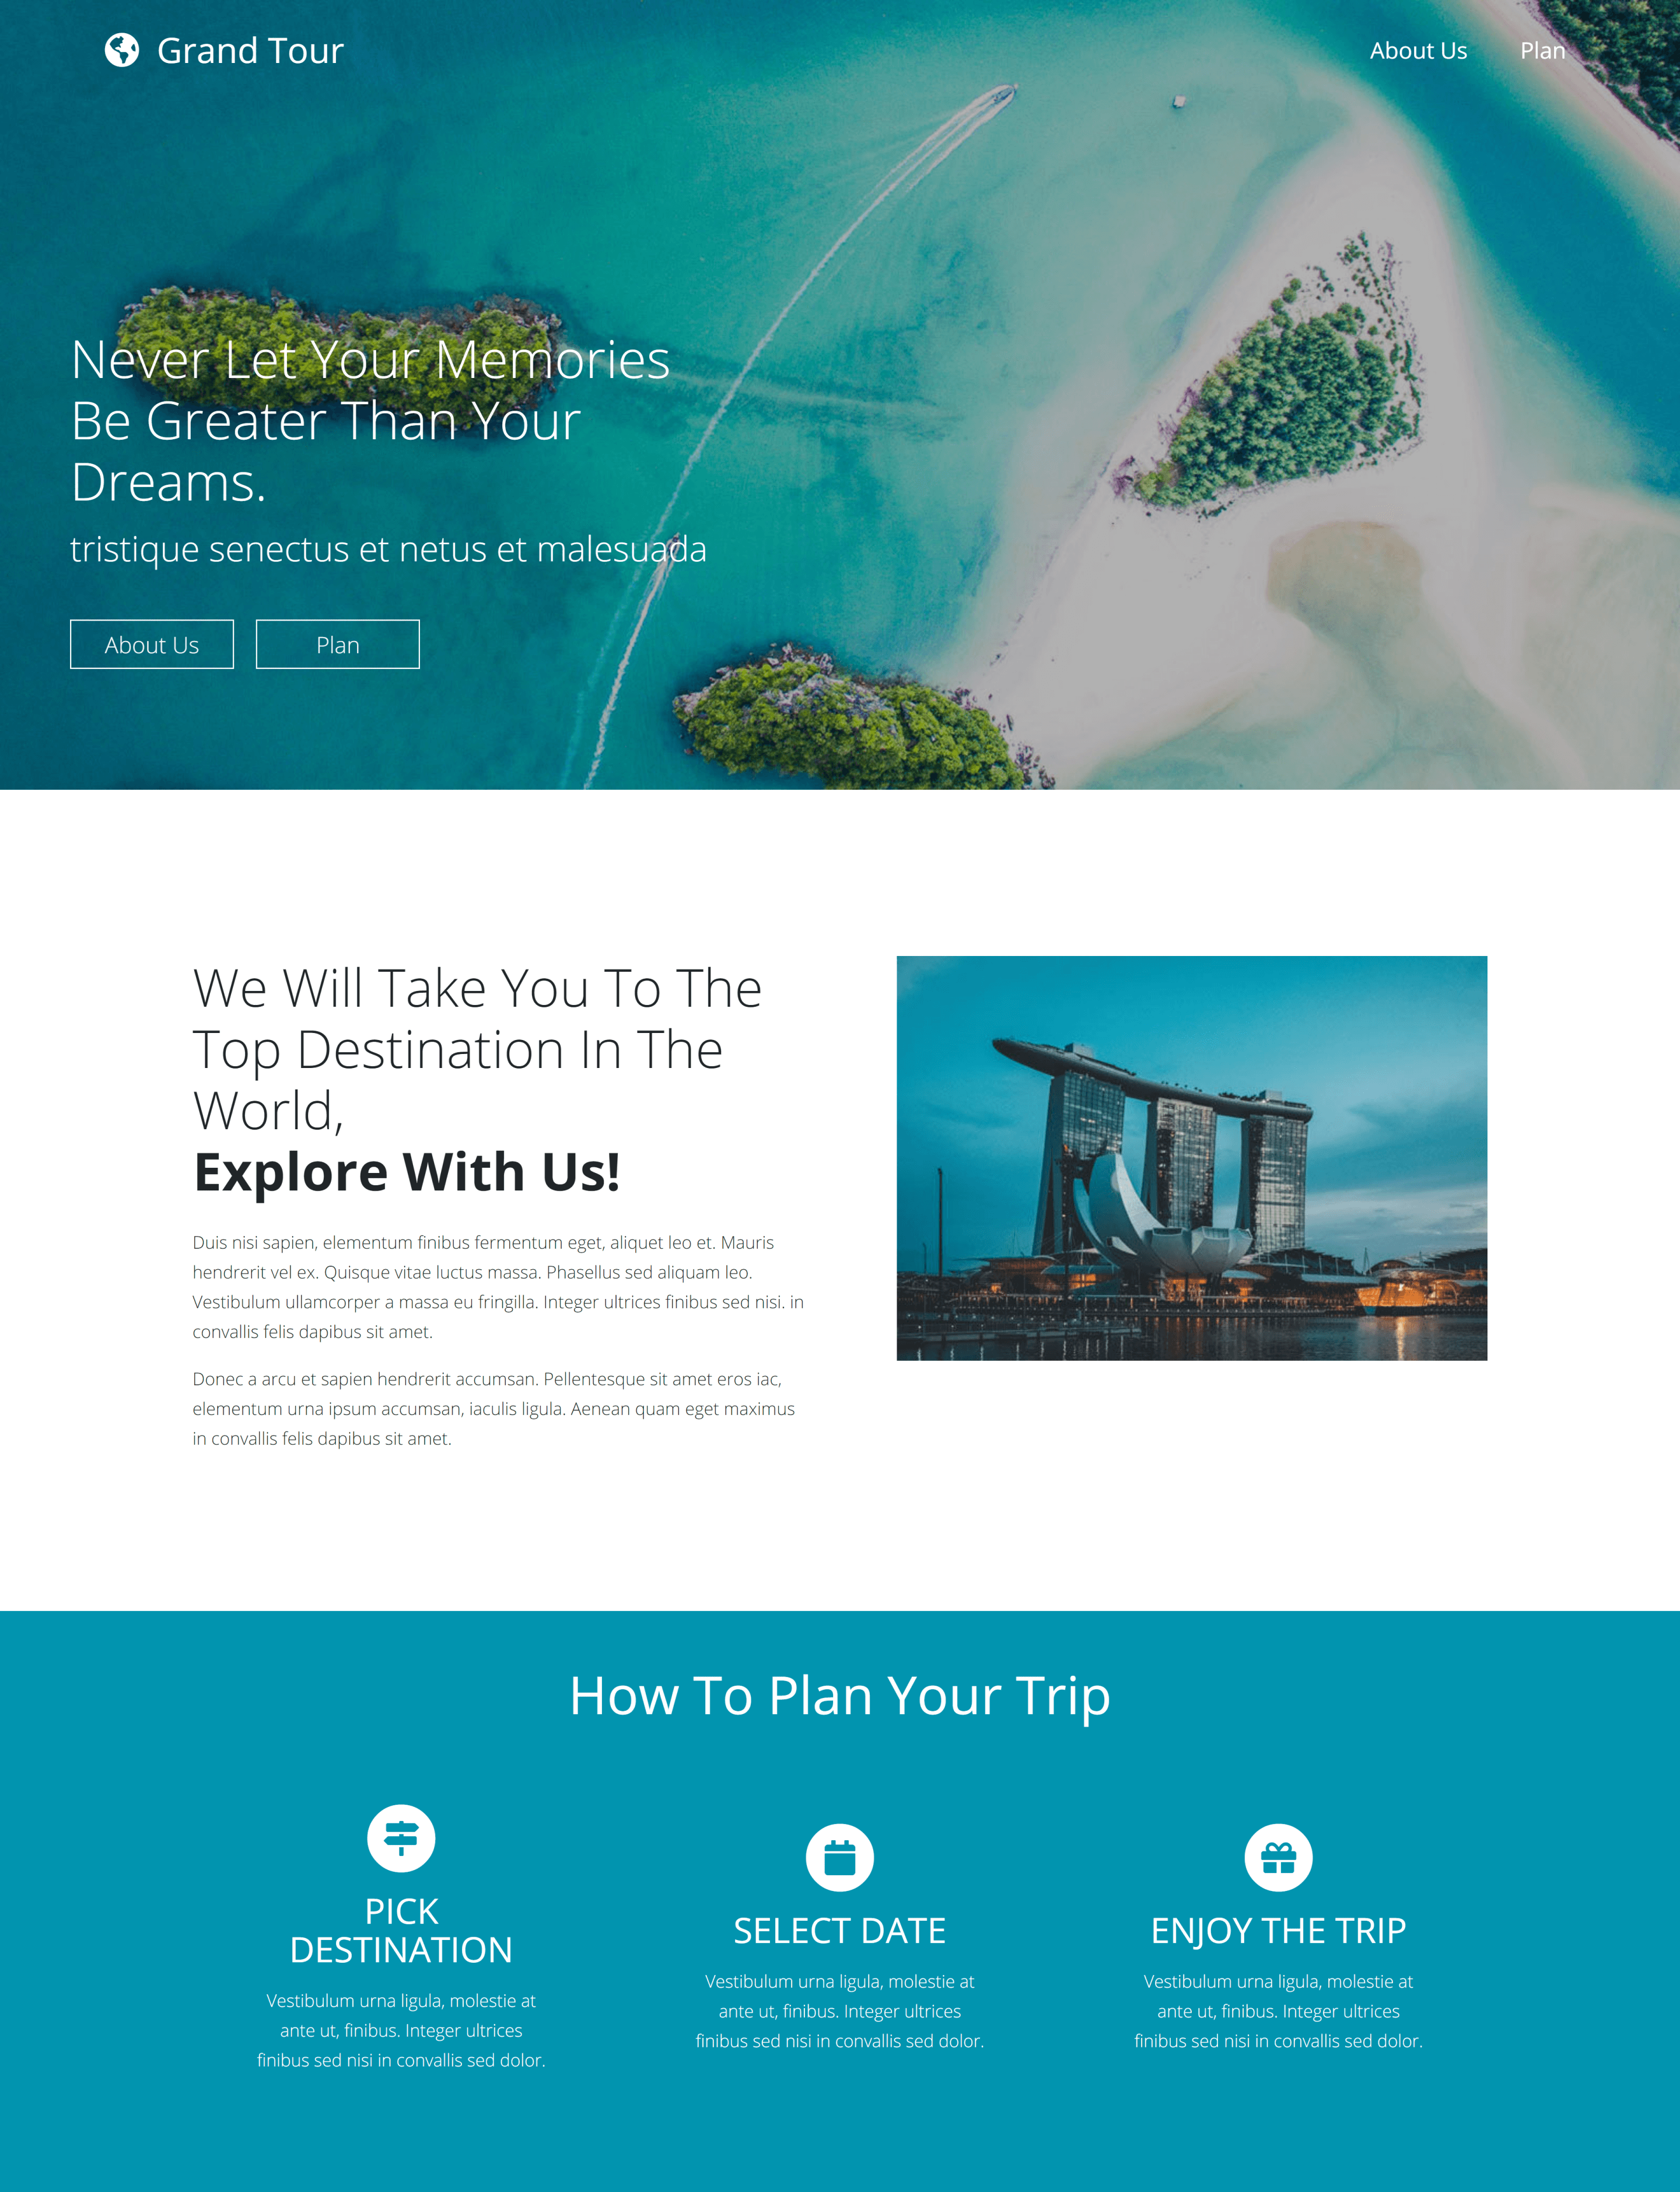 Grand Tour
About Us
Plan
Never Let Your Memories
Be Greater Than Your
Dreams.
tristique senectus et netus et malesuada
About Us
Plan
We Will Take You To The
Top Destination In The
World,
Explore With Us!
Duis nisi sapien, elementum finibus fermentum eget, aliquet leo et. Mauris
hendrerit vel ex. Quisque vitae luctus massa. Phasellus sed aliquam leo.
Vestibulum ullamcorper a massa eu fringilla. Integer ultrices finibus sed nisi. in
convallis felis dapibus sit amet.
Donec a arcu et sapien hendrerit accumsan. Pellentesque sit amet eros iac,
elementum urna ipsum accumsan, iaculis ligula. Aenean quam eget maximus
in convallis felis dapibus sit amet.
How To Plan Your Trip
PICK
DESTINATION
Vestibulum urna ligula, molestie at
ante ut, finibus. Integer ultrices
finibus sed nisi in convallis sed dolor.
SELECT DATE
Vestibulum urna ligula, molestie at
ante ut, finibus. Integer ultrices
finibus sed nisi in convallis sed dolor.
ENJOY THE TRIP
Vestibulum urna ligula, molestie at
ante ut, finibus. Integer ultrices
finibus sed nisi in convallis sed dolor.